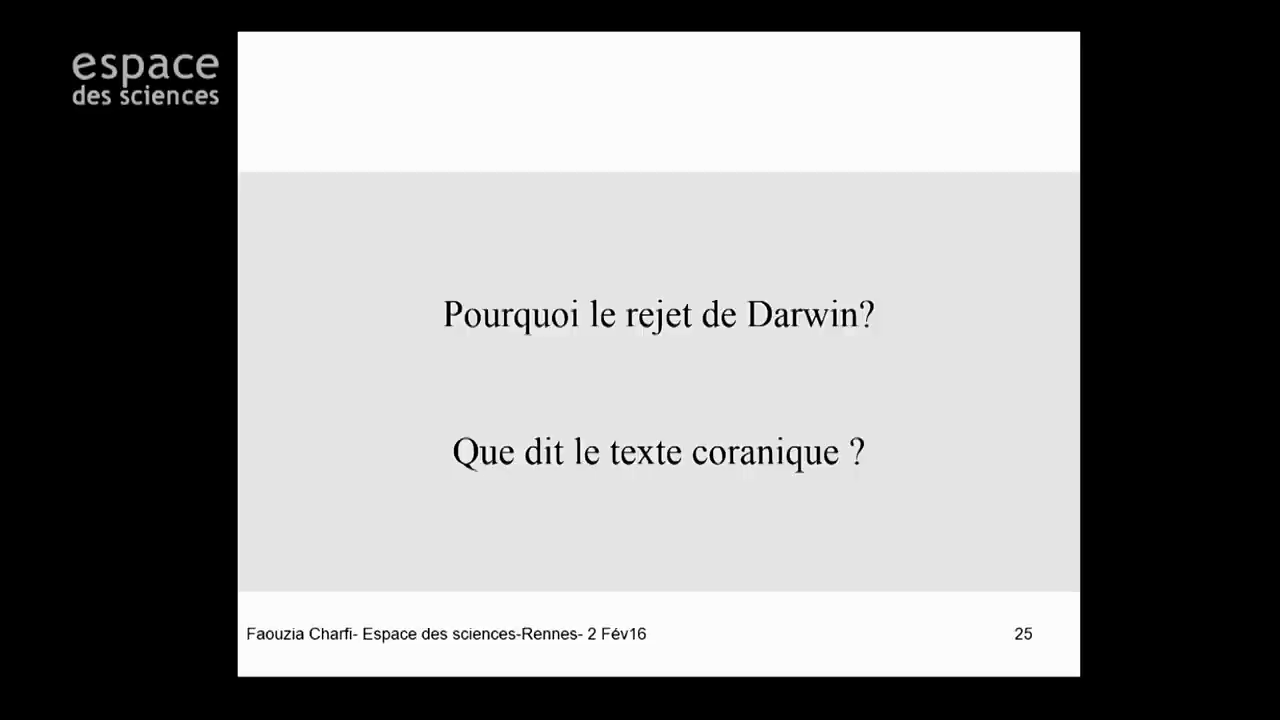 espace
des sciences
Pourquoi le rejet de Darwin?
Que dit le texte coranique ?
Faouzia Charfi- Espace des sciences-Rennes- 2 Fév16
25